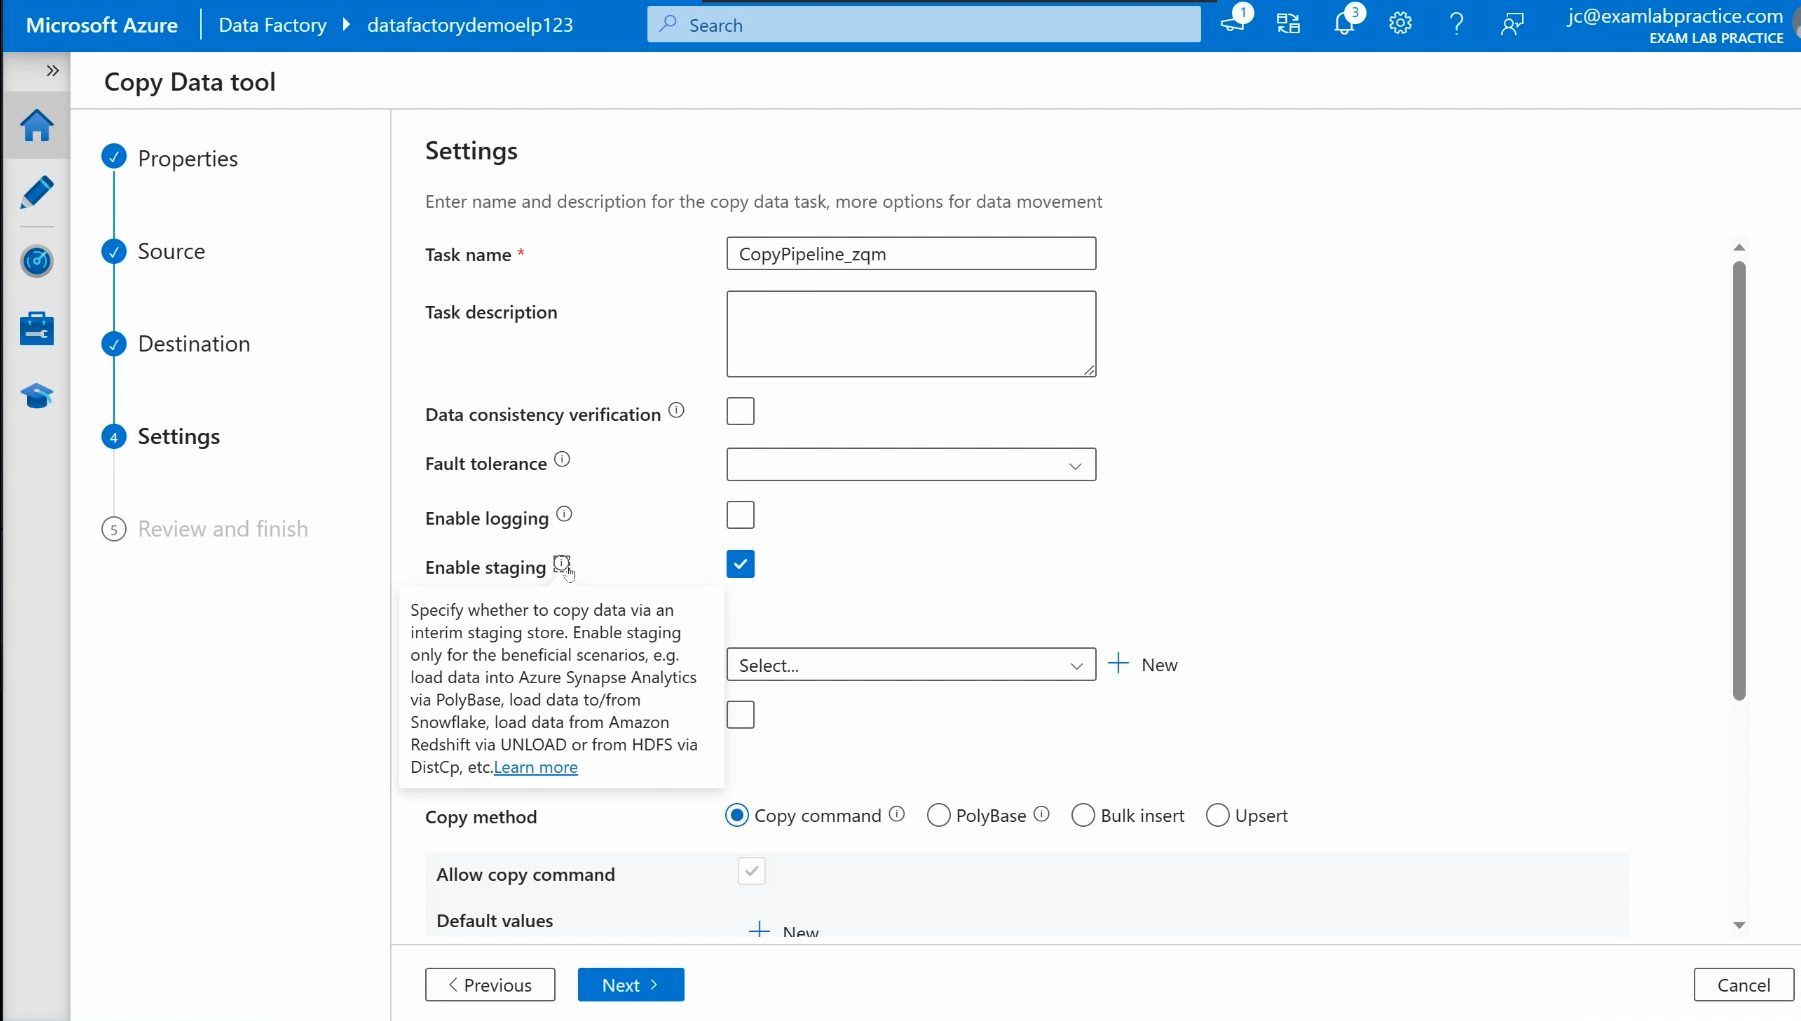 Microsoft Azure
Data Factory
datafactorydemoelp123
Search
1
3
jc@examlabpractice.com
EXAM LAB PRACTICE
Copy Data tool
Properties
Source
Destination
4
Settings
5
Review and finish
Settings
Enter name and description for the copy data task, more options for data movement
Task name *
CopyPipeline_zqm
Task description
Data consistency verification
Fault tolerance
Enable logging
Enable staging
Specify whether to copy data via an
interim staging store. Enable staging
only for the beneficial scenarios, e.g.
load data into Azure Synapse Analytics
via PolyBase, load data to/from
Snowflake, load data from Amazon
Redshift via UNLOAD or from HDFS via
DistCp, etc.Learn more
Select...
New
Copy method
Copy command
PolyBase
Bulk insert
Upsert
Allow copy command
Default values
New
Previous
Next
Cancel